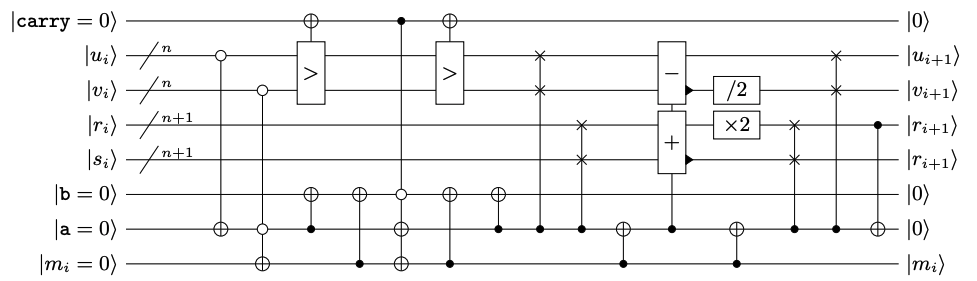 |carry = 0⟩ |0⟩
|u_i⟩ n − |u_{i+1}⟩
|v_i⟩ n > > /2 |v_{i+1}⟩
|r_i⟩ n+1 ×2 |r_{i+1}⟩
|s_i⟩ n+1 + |r_{i+1}⟩
|b = 0⟩ |0⟩
|a = 0⟩ |0⟩
|m_i = 0⟩ |m_i⟩